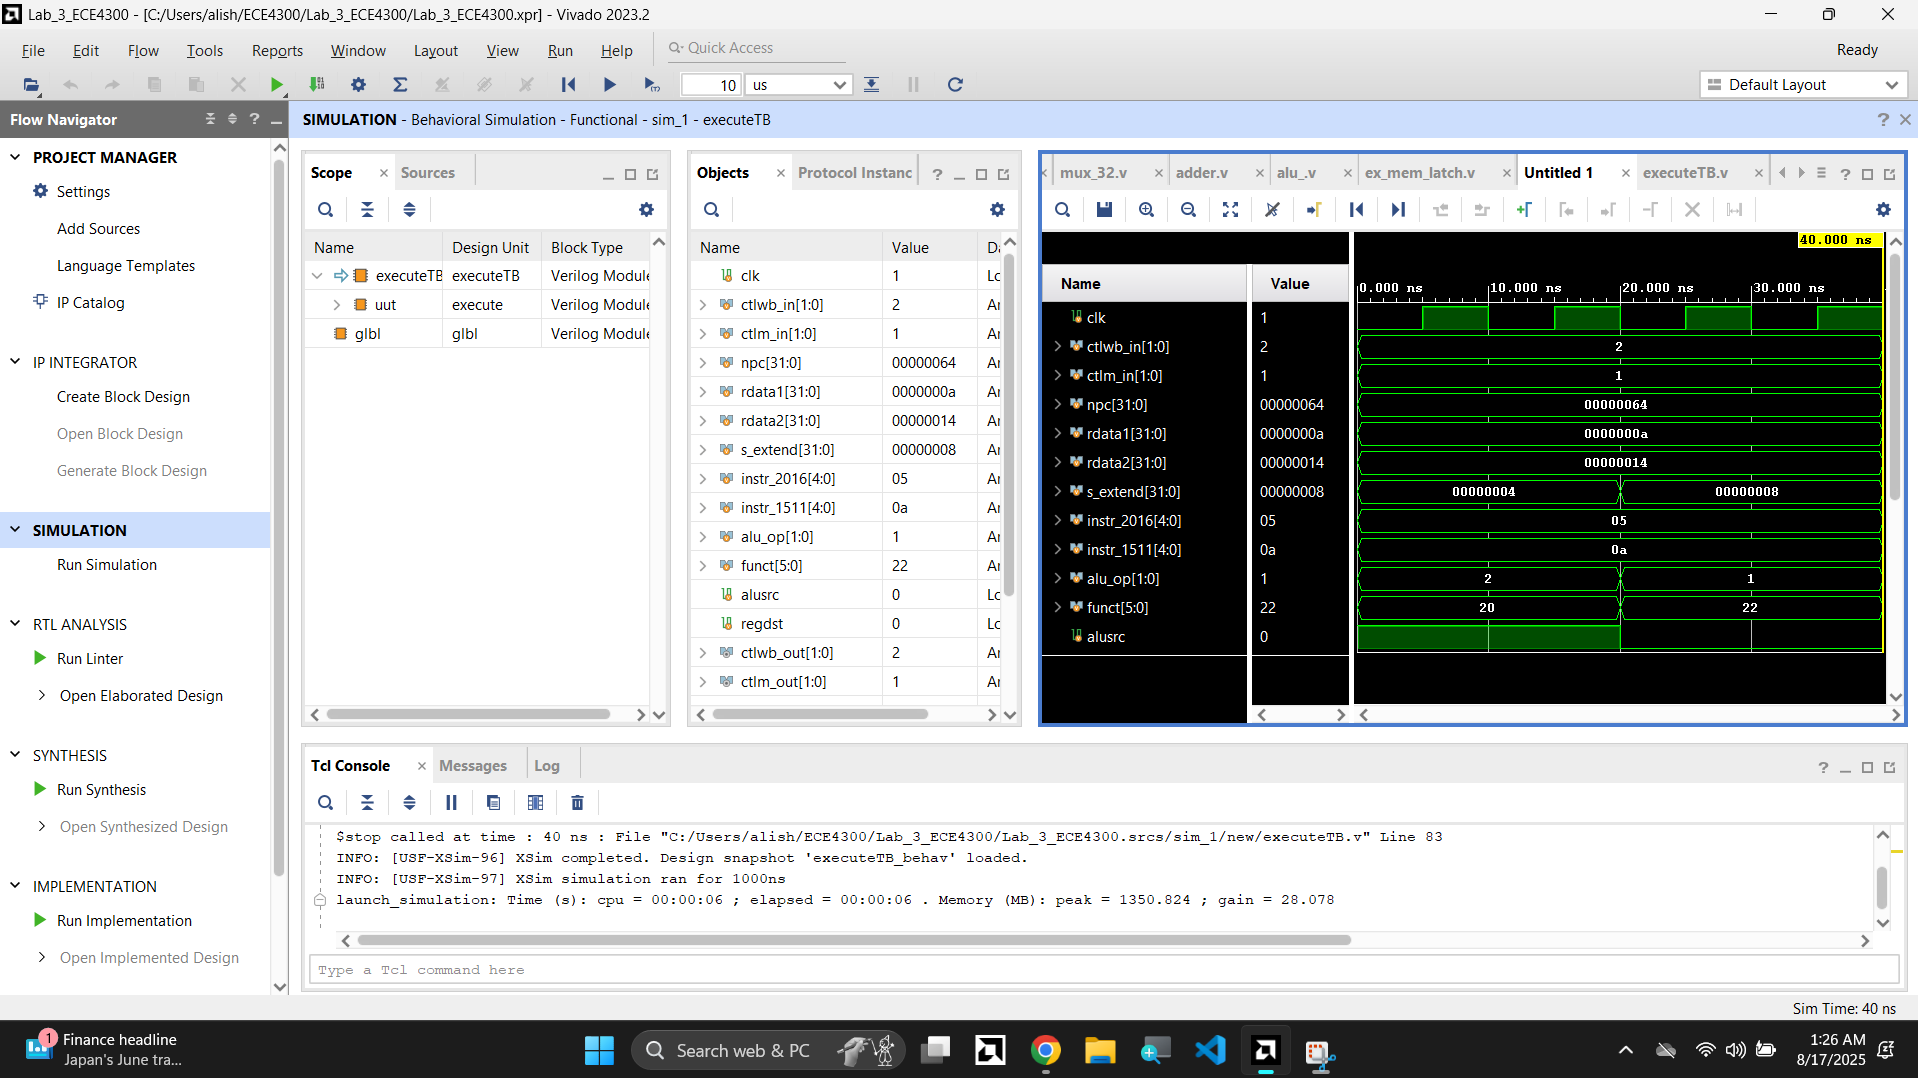 Lab_3_ECE4300 - [C:/Users/alish/ECE4300/Lab_3_ECE4300/Lab_3_ECE4300.xpr] - Vivado 2023.2
File Edit Flow Tools Reports Window Layout View Run Help Quick Access Ready
10 us Default Layout
Flow Navigator
SIMULATION - Behavioral Simulation - Functional - sim_1 - executeTB
PROJECT MANAGER
Settings
Add Sources
Language Templates
IP Catalog
IP INTEGRATOR
Create Block Design
Open Block Design
Generate Block Design
SIMULATION
Run Simulation
RTL ANALYSIS
Run Linter
Open Elaborated Design
SYNTHESIS
Run Synthesis
Open Synthesized Design
IMPLEMENTATION
Run Implementation
Open Implemented Design
Scope Sources
Name Design Unit Block Type
executeTB executeTB Verilog Module
uut execute Verilog Module
glbl glbl Verilog Module
Objects Protocol Instanc
Name Value Da
clk 1 Lo
ctlwb_in[1:0] 2 Ar
ctlm_in[1:0] 1 Ar
npc[31:0] 00000064 Ar
rdata1[31:0] 0000000a Ar
rdata2[31:0] 00000014 Ar
s_extend[31:0] 00000008 Ar
instr_2016[4:0] 05 Ar
instr_1511[4:0] 0a Ar
alu_op[1:0] 1 Ar
funct[5:0] 22 Ar
alusrc 0 Lo
regdst 0 Lo
ctlwb_out[1:0] 2 Ar
ctlm_out[1:0] 1 Ar
mux_32.v adder.v alu_.v ex_mem_latch.v Untitled 1 executeTB.v
40.000 ns
Name Value 0.000 ns 10.000 ns 20.000 ns 30.000 ns
clk 1
ctlwb_in[1:0] 2 2
ctlm_in[1:0] 1 1
npc[31:0] 00000064 00000064
rdata1[31:0] 0000000a 0000000a
rdata2[31:0] 00000014 00000014
s_extend[31:0] 00000008 00000004 00000008
instr_2016[4:0] 05 05
instr_1511[4:0] 0a 0a
alu_op[1:0] 1 2 1
funct[5:0] 22 20 22
alusrc 0
Tcl Console Messages Log
$stop called at time : 40 ns : File "C:/Users/alish/ECE4300/Lab_3_ECE4300/Lab_3_ECE4300.srcs/sim_1/new/executeTB.v" Line 83
INFO: [USF-XSim-96] XSim completed. Design snapshot 'executeTB_behav' loaded.
INFO: [USF-XSim-97] XSim simulation ran for 1000ns
launch_simulation: Time (s): cpu = 00:00:06 ; elapsed = 00:00:06 . Memory (MB): peak = 1350.824 ; gain = 28.078
Type a Tcl command here
Sim Time: 40 ns
1
Finance headline
Japan's June tra...
Search web & PC
1:26 AM
8/17/2025